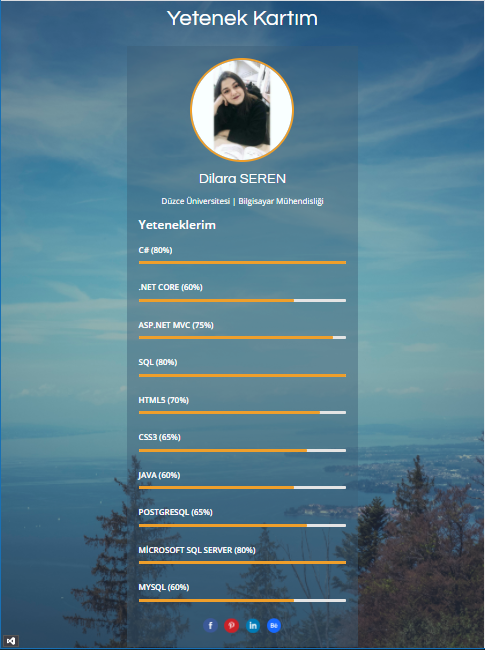 Yetenek Kartım
Dilara SEREN
Düzce Üniversitesi | Bilgisayar Mühendisliği
Yeteneklerim
C# (80%)
.NET CORE (60%)
ASP.NET MVC (75%)
SQL (80%)
HTML5 (70%)
CSS3 (65%)
JAVA (60%)
POSTGRESQL (65%)
MİCROSOFT SQL SERVER (80%)
MYSQL (60%)
f in Bē